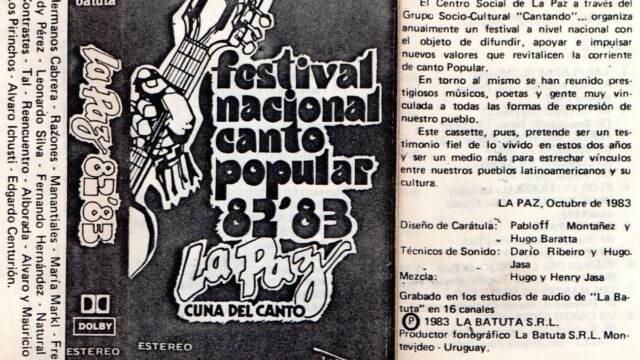 Hermanos Cabrera - Razones - Manantiales - María Markl - Fre
dy Pérez - Leonardo Silva - Fernando Hernández - Natural
Contrastes - Tal - Reencuentro - Alborada - Alvaro y Mauricio
Los Pirinchos - Alvaro Ichusti - Edgardo Centurión.
batuta
La Paz 82'83
DOLBY
ESTEREO
festival
nacional
canto
popular
82'83
La Paz
CUNA DEL CANTO
ESTEREO
El Centro Social de La Paz a través del
Grupo Socio-Cultural "Cantando"... organiza
anualmente un festival a nivel nacional con
el objeto de difundir, apoyar e impulsar
nuevos valores que revitalicen la corriente
de canto Popular.
En torno al mismo se han reunido pres-
tigiosos músicos, poetas y gente muy vin-
culada a todas las formas de expresión de
nuestro pueblo.
Este cassette, pues, pretende ser un tes-
timonio fiel de lo vivido en estos dos años
y ser un medio más para estrechar vínculos
entre nuestros pueblos latinoamericanos y su
cultura.
LA PAZ, Octubre de 1983
Diseño de Carátula: Pabloff Montañez y
Hugo Baratta
Técnicos de Sonido: Darío Ribeiro y Hugo.
Jasa
Mezcla: Hugo y Henry Jasa
Grabado en los estudios de audio de "La Ba-
tuta" en 16 canales
Ⓟ 1983 LA BATUTA S.R.L.
Productor fonográfico La Batuta S.R.L. Mon-
tevideo - Uruguay.